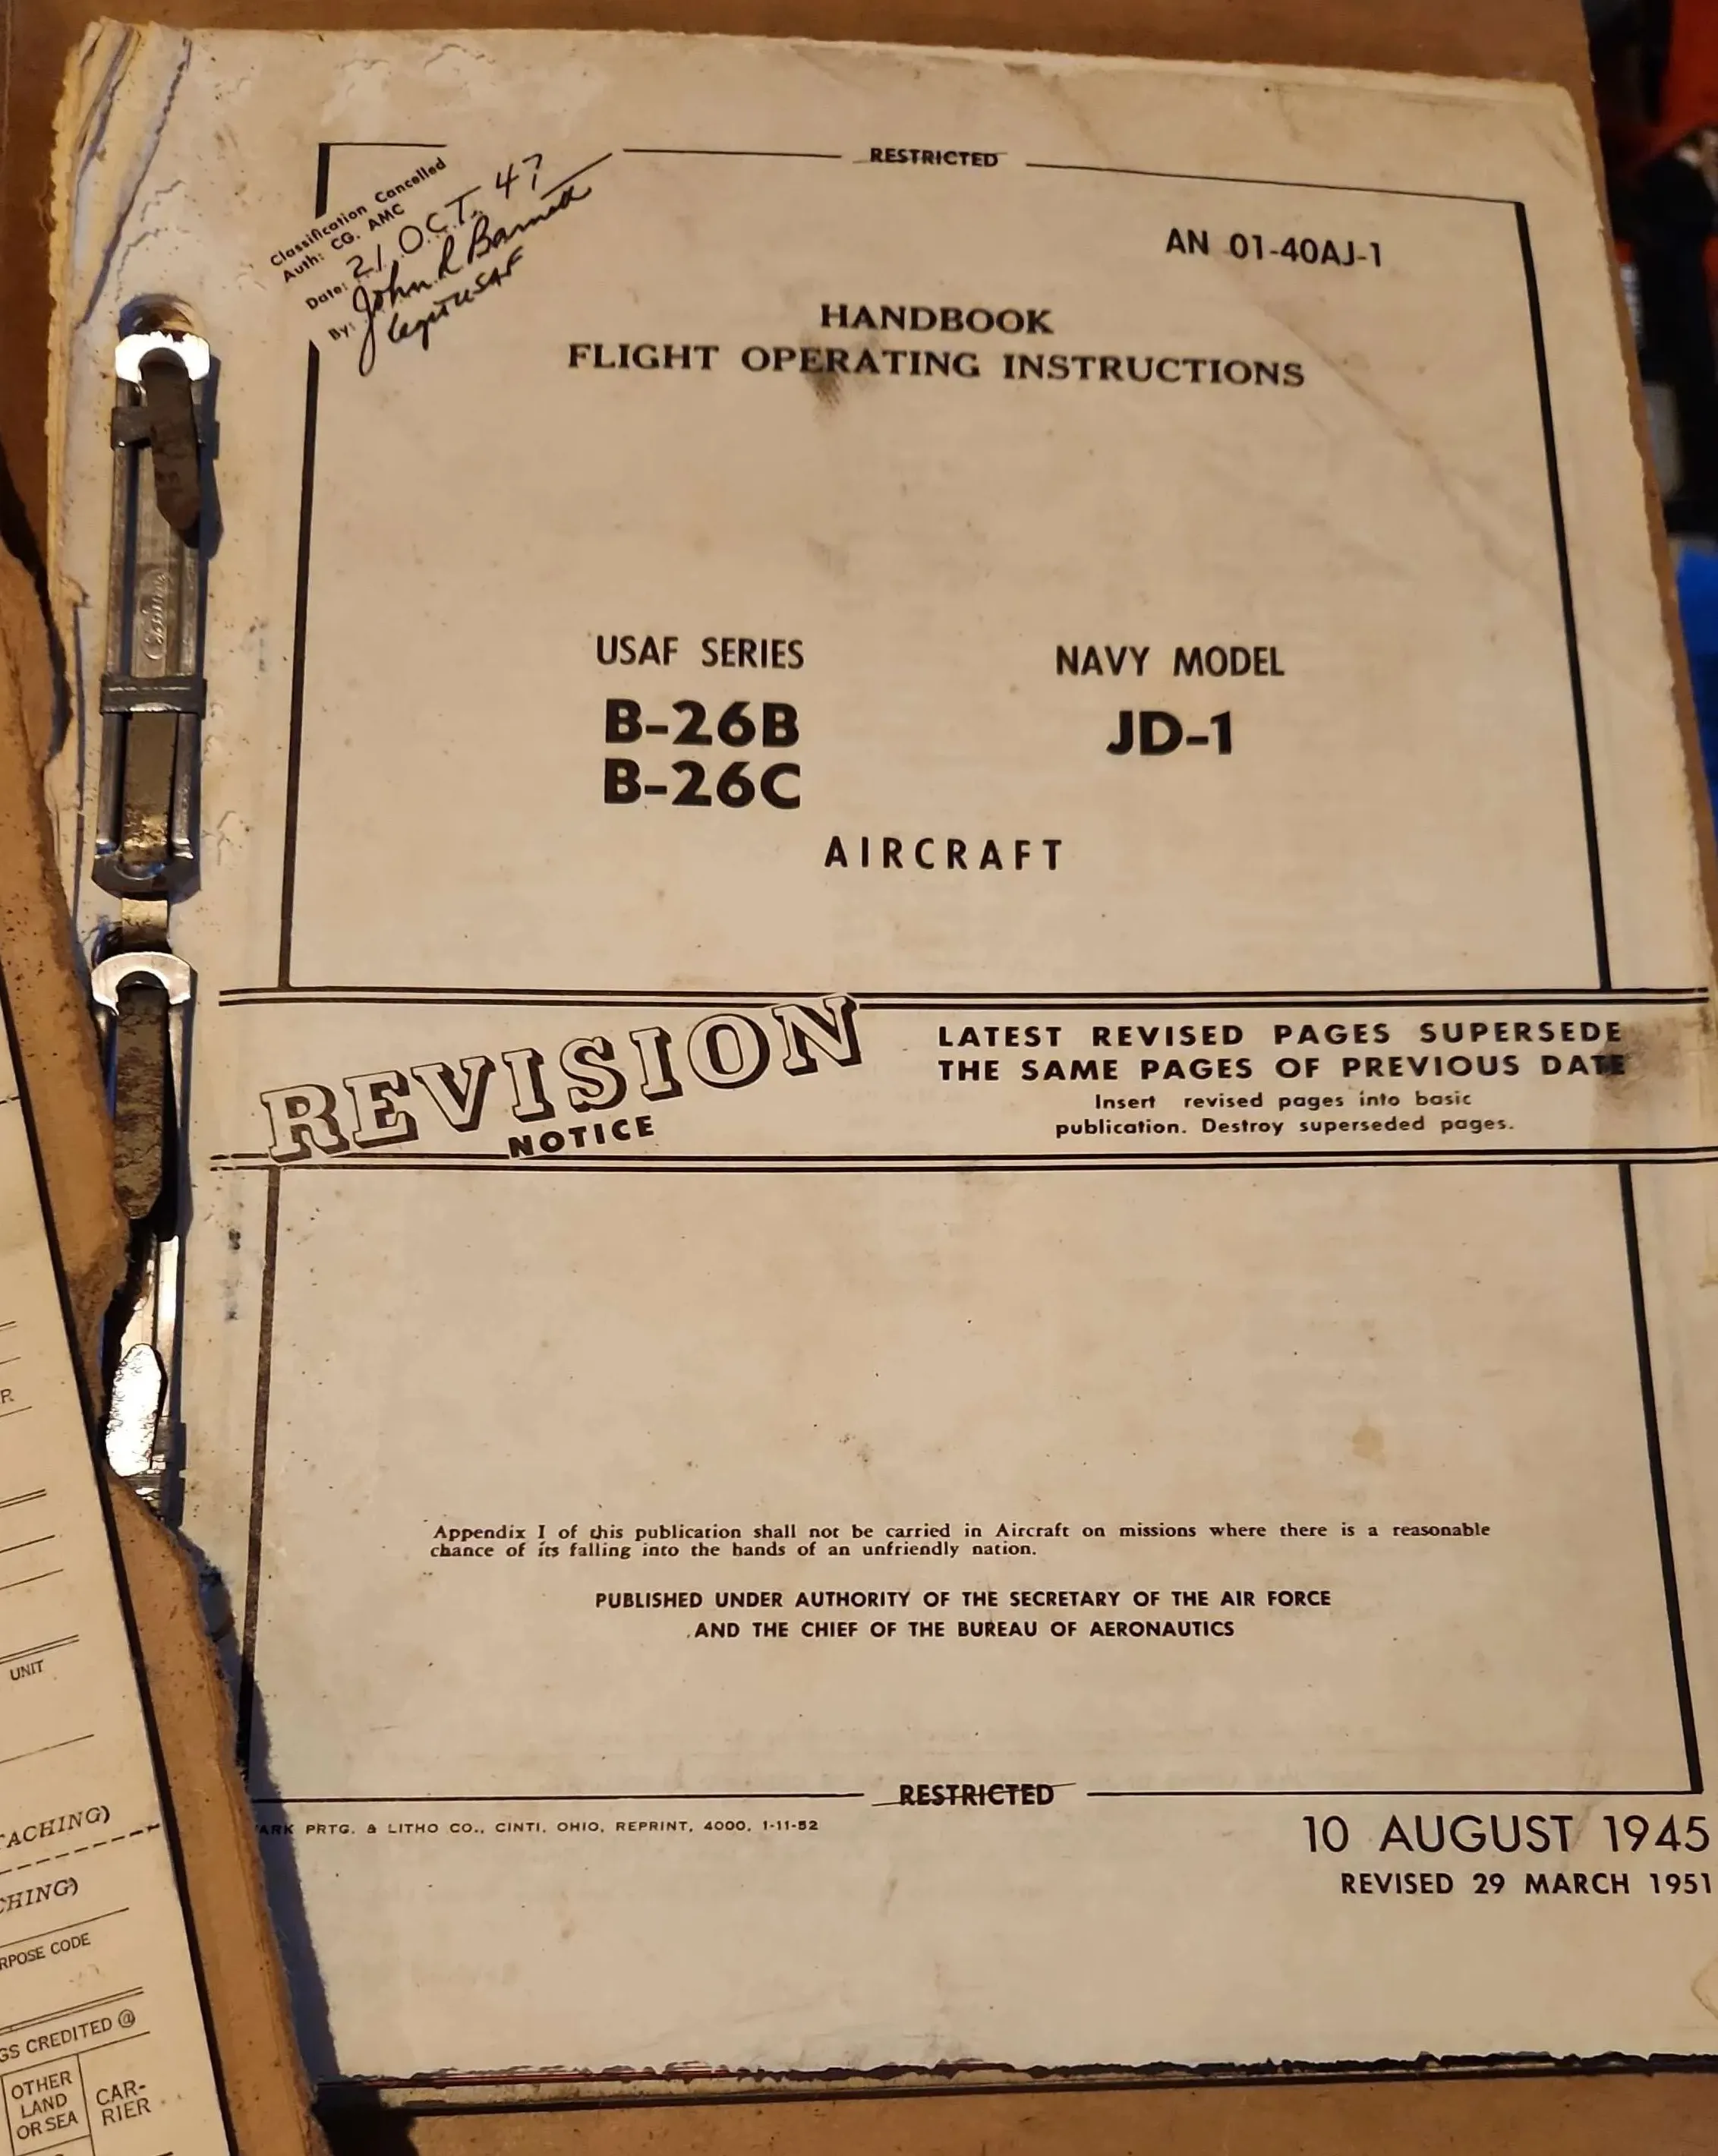 RESTRICTED
Classification Cancelled
Auth: CG. AMC
Date: 21 OCT. 47
By: John R Barnett
Capt USAF
AN 01-40AJ-1
HANDBOOK
FLIGHT OPERATING INSTRUCTIONS
USAF SERIES
B-26B
B-26C
NAVY MODEL
JD-1
AIRCRAFT
REVISION
NOTICE
LATEST REVISED PAGES SUPERSEDE
THE SAME PAGES OF PREVIOUS DATE
Insert revised pages into basic
publication. Destroy superseded pages.
Appendix I of this publication shall not be carried in Aircraft on missions where there is a reasonable
chance of its falling into the hands of an unfriendly nation.
PUBLISHED UNDER AUTHORITY OF THE SECRETARY OF THE AIR FORCE
AND THE CHIEF OF THE BUREAU OF AERONAUTICS
RESTRICTED
ARK PRTG. & LITHO CO., CINTI. OHIO, REPRINT, 4000, 1-11-52
10 AUGUST 1945
REVISED 29 MARCH 1951
UNIT
TACHING)
CHING)
RPOSE CODE
GS CREDITED @
OTHER
LAND
OR SEA
CAR-
RIER